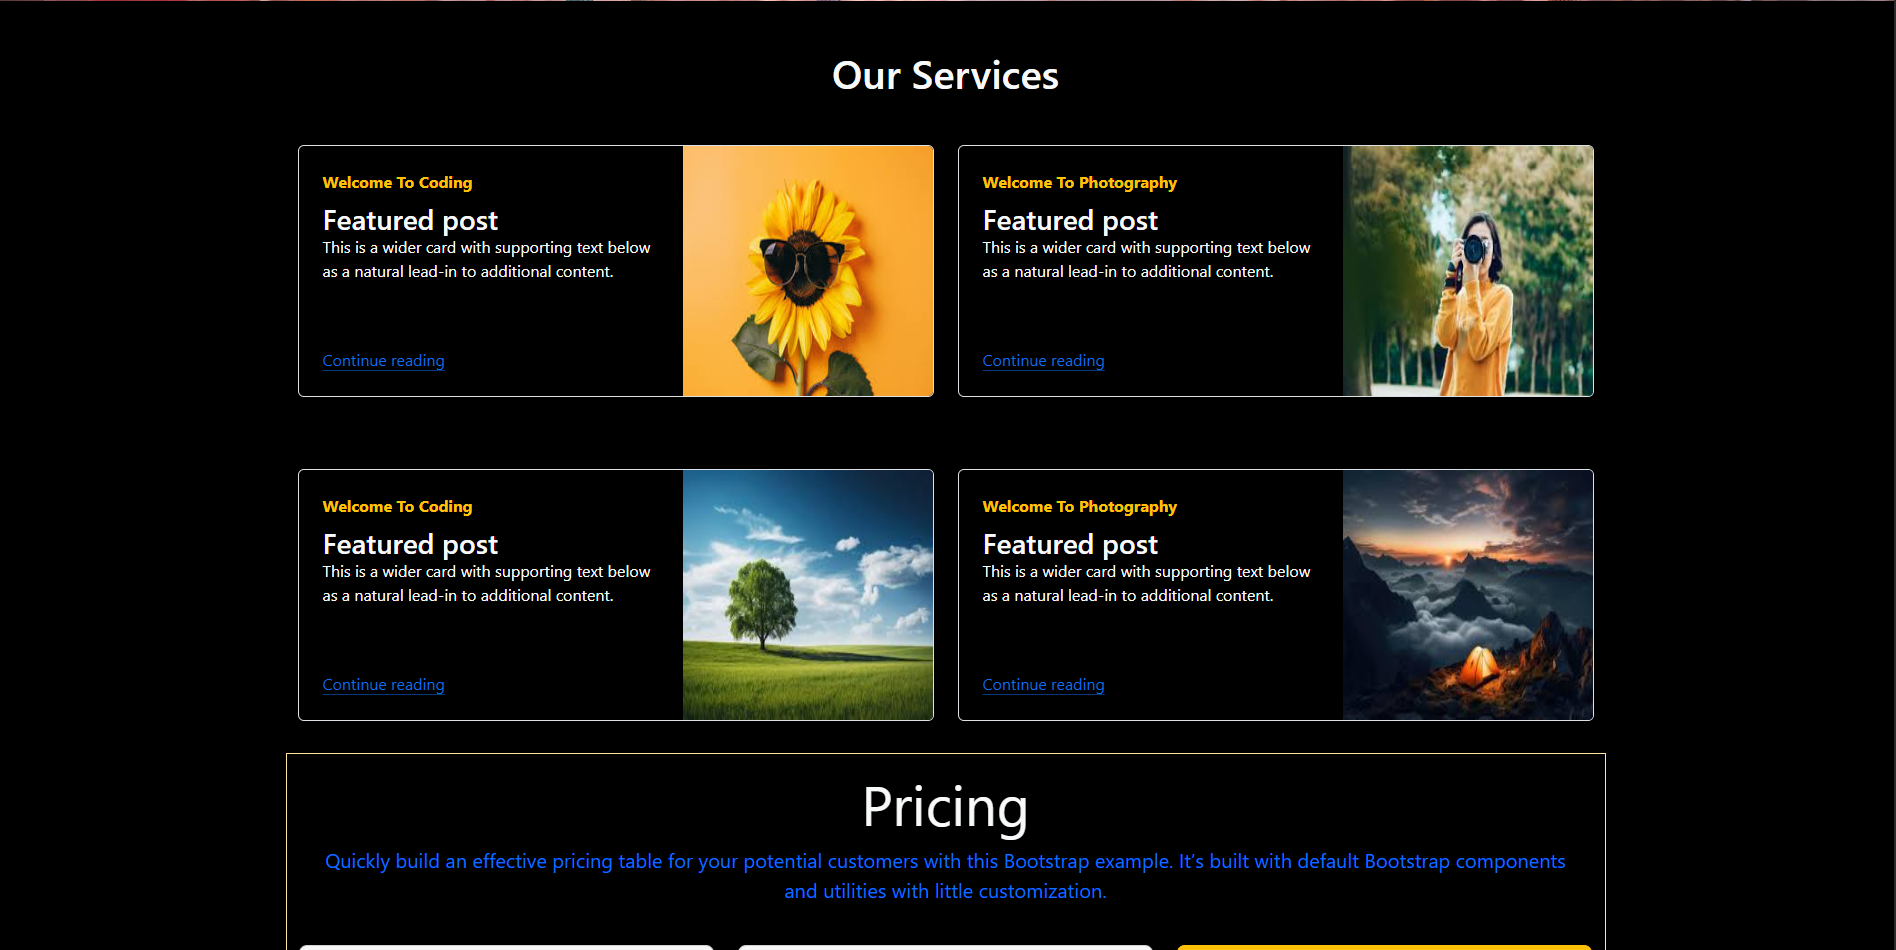 Our Services
Welcome To Coding
Featured post
This is a wider card with supporting text below
as a natural lead-in to additional content.
Continue reading
Welcome To Photography
Featured post
This is a wider card with supporting text below
as a natural lead-in to additional content.
Continue reading
Welcome To Coding
Featured post
This is a wider card with supporting text below
as a natural lead-in to additional content.
Continue reading
Welcome To Photography
Featured post
This is a wider card with supporting text below
as a natural lead-in to additional content.
Continue reading
Pricing
Quickly build an effective pricing table for your potential customers with this Bootstrap example. It’s built with default Bootstrap components
and utilities with little customization.